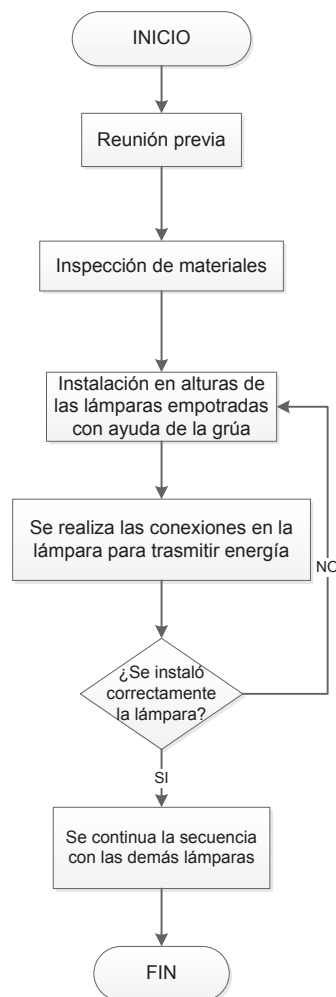 INICIO
Reunión previa
Inspección de materiales
Instalación en alturas de
las lámparas empotradas
con ayuda de la grúa
Se realiza las conexiones en la
lámpara para trasmitir energía
NO
¿Se instaló
correctamente
la lámpara?
SI
Se continua la secuencia
con las demás lámparas
FIN